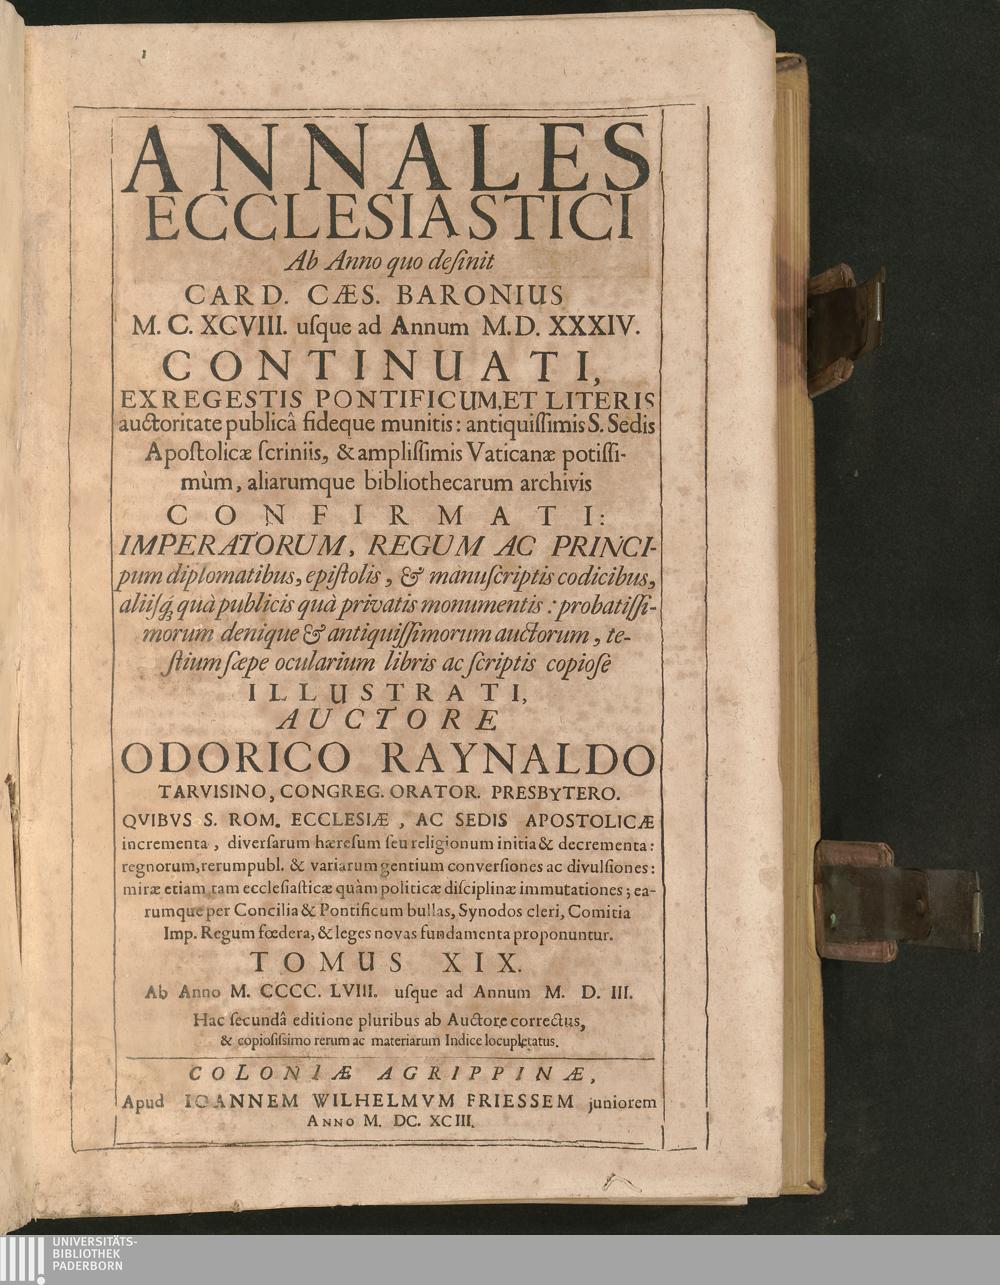 ANNALES
ECCLESIASTICI
Ab Anno quo deſinit
CARD. CÆS. BARONIUS
M. C. XCVIII. uſque ad Annum M.D. XXXIV.
CONTINUATI,
EX REGESTIS PONTIFICUM, ET LITERIS
auctoritate publicâ fideque munitis: antiquiſſimis S. Sedis
Apoſtolicæ ſcriniis, & ampliſſimis Vaticanæ potiſſi-
mùm, aliarumque bibliothecarum archivis
CONFIRMATI:
IMPERATORUM, REGUM AC PRINCI-
pum diplomatibus, epiſtolis, & manuſcriptis codicibus,
aliiſq́; quà publicis quà privatis monumentis: probatiſſi-
morum denique & antiquiſſimorum auctorum, te-
ſtium ſæpe ocularium libris ac ſcriptis copioſè
ILLUSTRATI,
AUCTORE
ODORICO RAYNALDO
TARVISINO, CONGREG. ORATOR. PRESBYTERO.
QVIBVS S. ROM. ECCLESIÆ, AC SEDIS APOSTOLICÆ
incrementa, diverſarum hæreſum ſeu religionum initia & decrementa:
regnorum, rerumpubl. & variarum gentium converſiones ac divulſiones:
miræ etiam tam eccleſiaſticæ quàm politicæ diſciplinæ immutationes; ea-
rumque per Concilia & Pontificum bullas, Synodos cleri, Comitia
Imp. Regum fœdera, & leges novas fundamenta proponuntur.
TOMUS XIX.
Ab Anno M. CCCC. LVIII. uſque ad Annum M. D. III.
Hac ſecundâ editione pluribus ab Auctore correctus,
& copioſiſsimo rerum ac materiarum Indice locupletatus.
COLONIÆ AGRIPPINÆ,
Apud IOANNEM WILHELMVM FRIESSEM juniorem
ANNO M. DC. XCIII.
UNIVERSITÄTS-
BIBLIOTHEK
PADERBORN